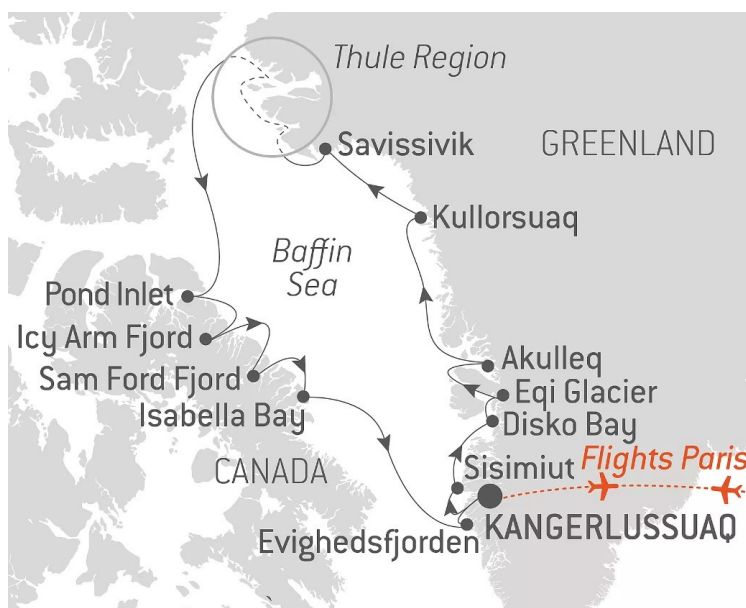 Thule Region
Savissivik
GREENLAND
Kullorsuaq
Baffin
Sea
Pond Inlet
Icy Arm Fjord
Akulleq
Sam Ford Fjord
Eqi Glacier
Isabella Bay
Disko Bay
CANADA
Sisimiut
Flights Paris
KANGERLUSSUAQ
Evighedsfjorden